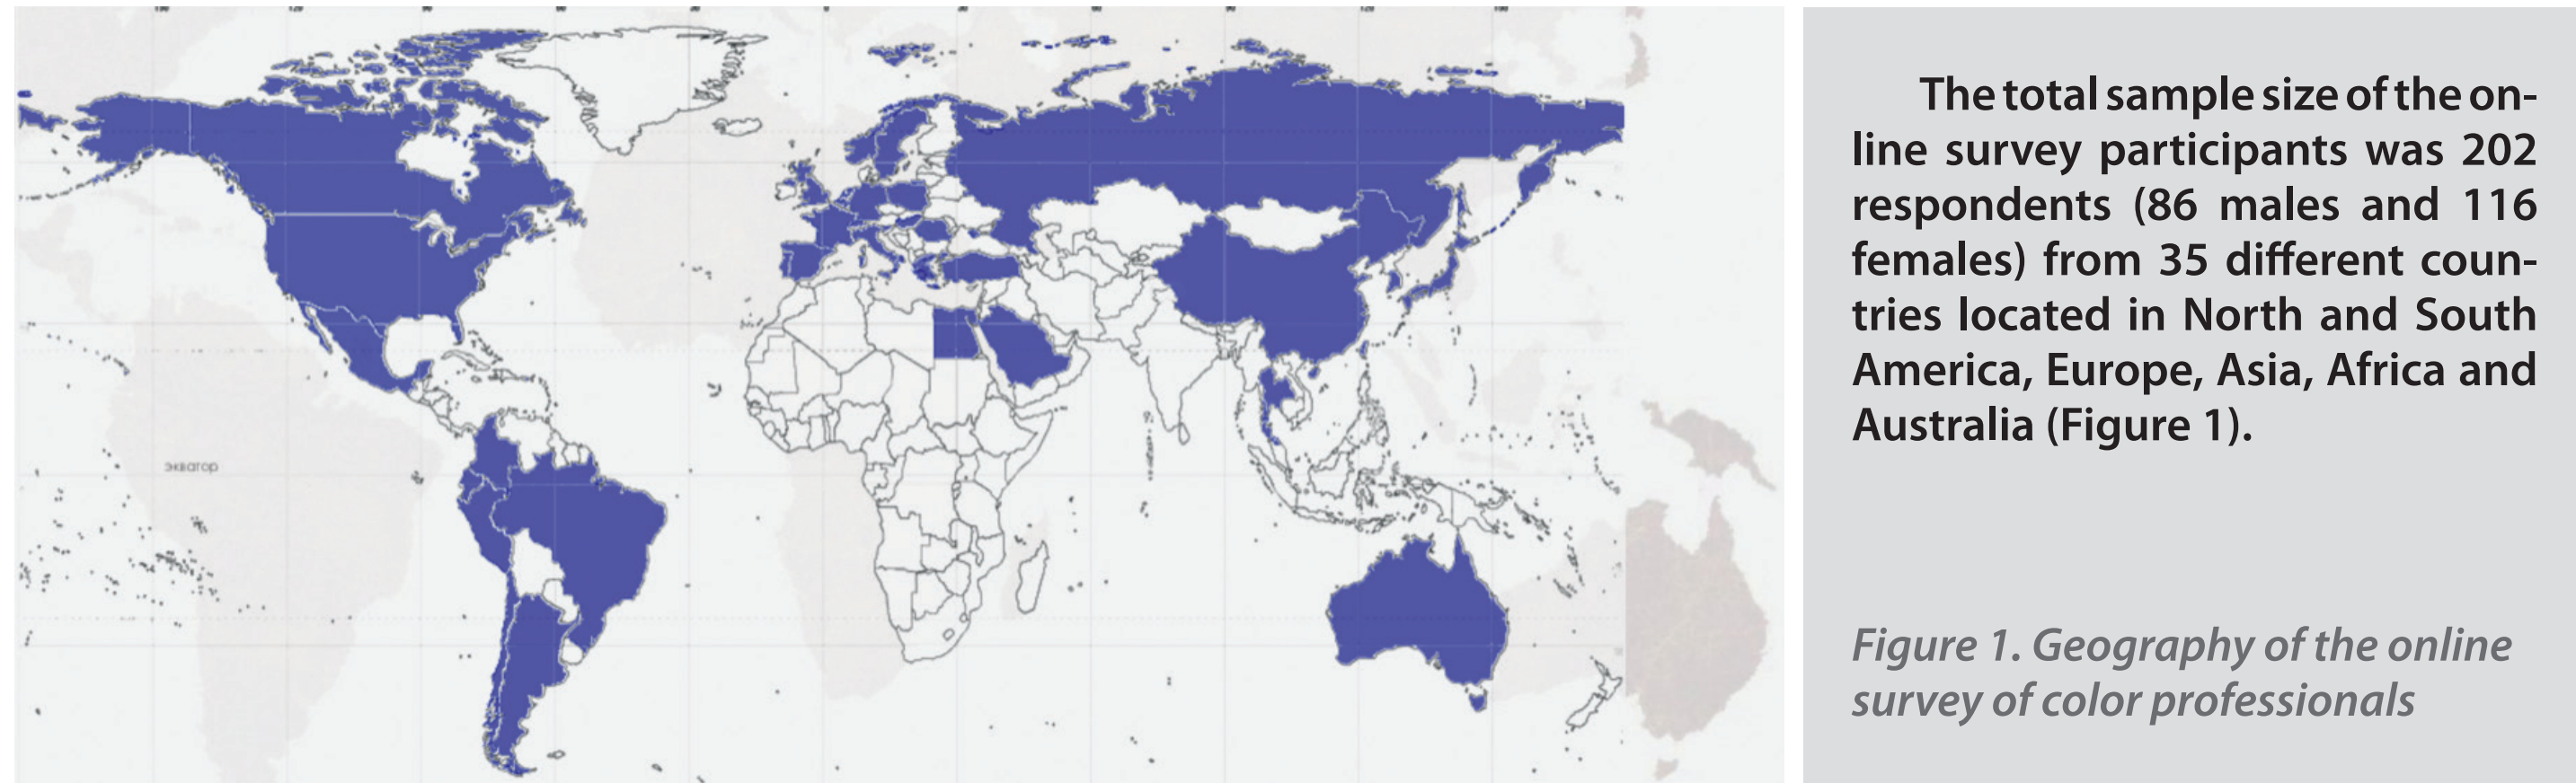 экватор
The total sample size of the on-
line survey participants was 202
respondents (86 males and 116
females) from 35 different coun-
tries located in North and South
America, Europe, Asia, Africa and
Australia (Figure 1).
Figure 1. Geography of the online
survey of color professionals